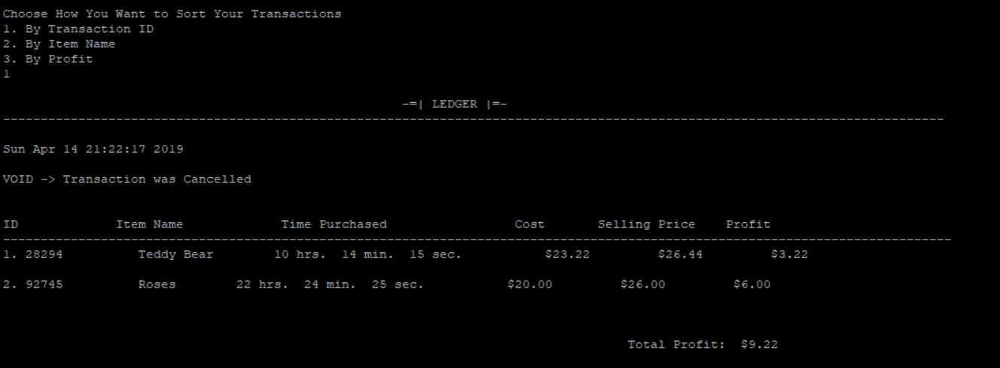 Choose How You Want to Sort Your Transactions
1. By Transaction ID
2. By Item Name
3. By Profit
1
-=| LEDGER |=-
-----------------------------------------------------------------------------------------------------------------------------
Sun Apr 14 21:22:17 2019
VOID -> Transaction was Cancelled
ID Item Name Time Purchased Cost Selling Price Profit
------------------------------------------------------------------------------------------------------------------------------
1. 28294 Teddy Bear 10 hrs. 14 min. 15 sec. $23.22 $26.44 $3.22
2. 92745 Roses 22 hrs. 24 min. 25 sec. $20.00 $26.00 $6.00
Total Profit: $9.22